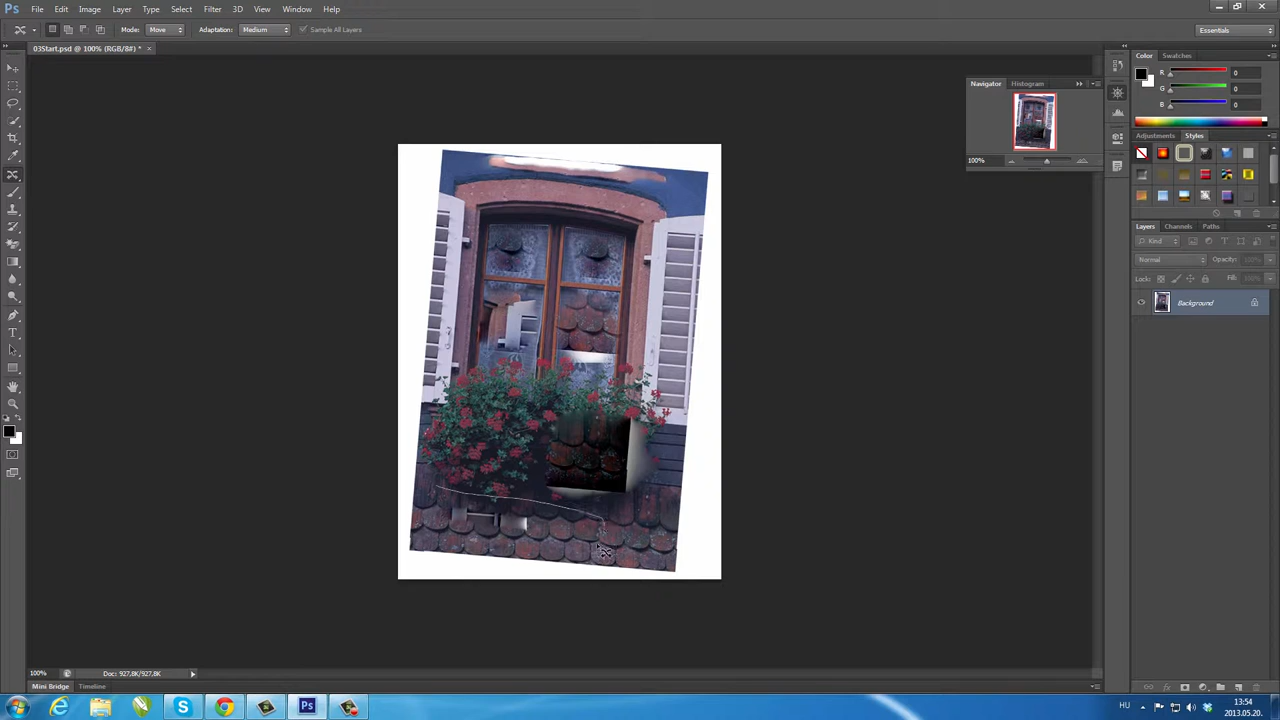 Ps File Edit Image Layer Type Select Filter 3D View Window Help
Mode: Move Adaptation: Medium Sample All Layers Essentials
03Start.psd @ 100% (RGB/8#) * ×
Color Swatches
R 0
G 0
B 0
Navigator Histogram
100%
Adjustments Styles
Layers Channels Paths
Kind
Normal Opacity: 100%
Lock: Fill: 100%
Background
100% Doc: 927,8K/927,8K
Mini Bridge Timeline
Ps HU 13:54
2013.05.20.